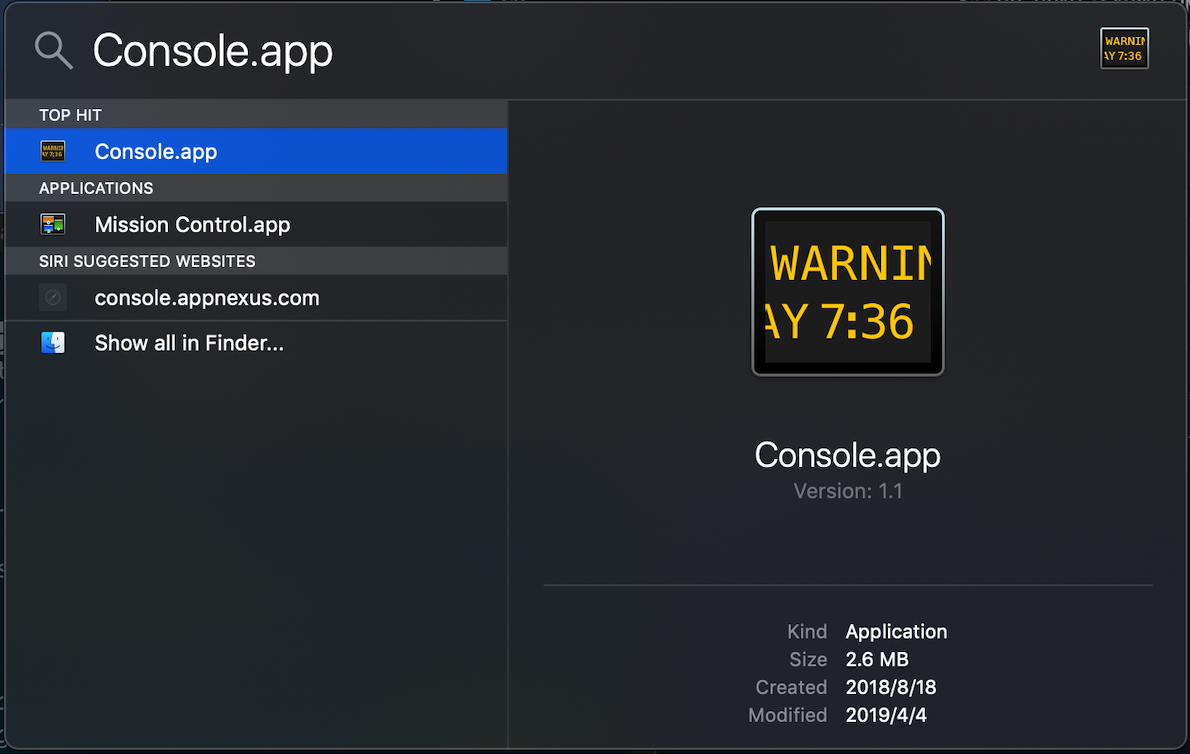 Console.app
WARNIN
AY 7:36
TOP HIT
Console.app
APPLICATIONS
Mission Control.app
SIRI SUGGESTED WEBSITES
console.appnexus.com
Show all in Finder...
WARNIN
AY 7:36
Console.app
Version: 1.1
Kind Application
Size 2.6 MB
Created 2018/8/18
Modified 2019/4/4